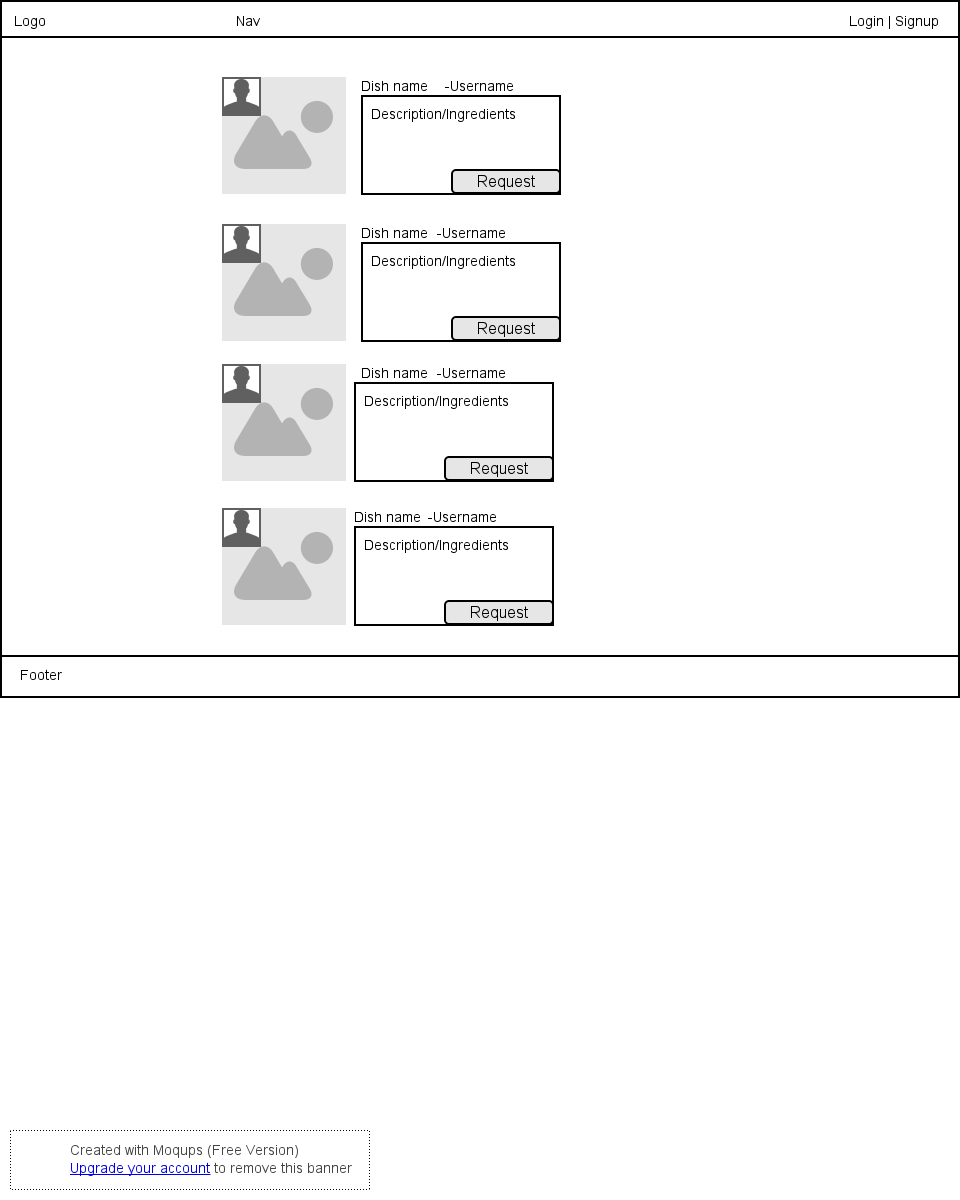 Logo Nav Login | Signup
Dish name -Username
Description/Ingredients
Request
Dish name -Username
Description/Ingredients
Request
Dish name -Username
Description/Ingredients
Request
Dish name -Username
Description/Ingredients
Request
Footer
Created with Moqups (Free Version)
Upgrade your account to remove this banner